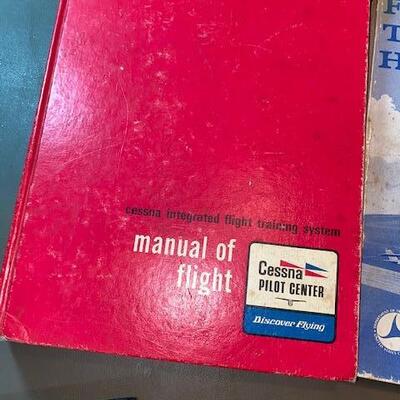 cessna integrated flight training system
manual of
flight
Cessna
PILOT CENTER
Discover Flying
F
T
H